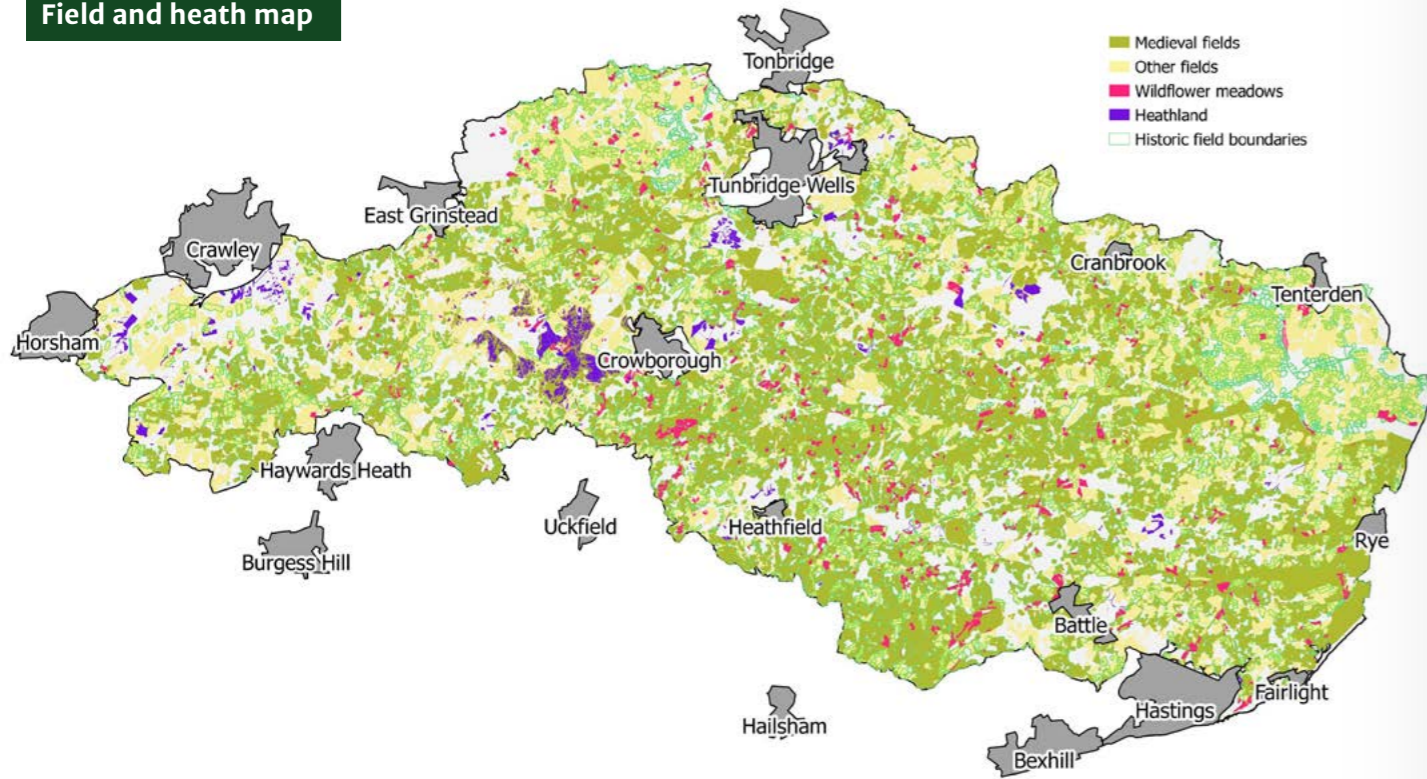 Field and heath map
Tonbridge
Medieval fields
Other fields
Wildflower meadows
Heathland
Historic field boundaries
Tunbridge Wells
East Grinstead
Crawley
Cranbrook
Tenterden
Horsham
Crowborough
Haywards Heath
Uckfield
Heathfield
Rye
Burgess Hill
Battle
Fairlight
Hastings
Hailsham
Bexhill